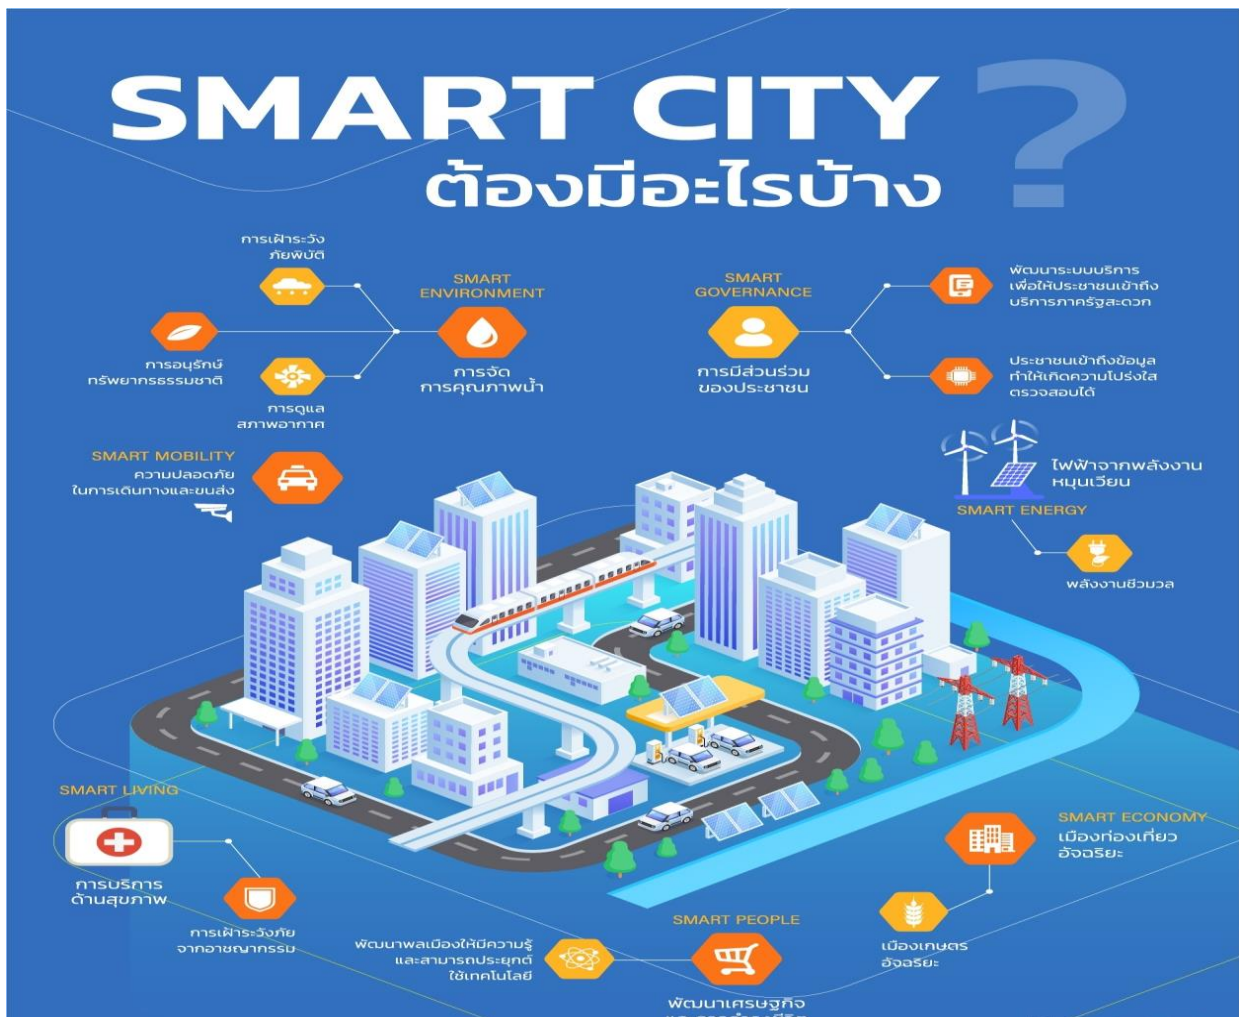 SMART CITY ?
ต้องมีอะไรบ้าง
การเฝ้าระวัง
ภัยพิบัติ
SMART
ENVIRONMENT
การอนุรักษ์
ทรัพยากรธรรมชาติ
การจัด
การคุณภาพน้ำ
การดูแล
สภาพอากาศ
SMART
GOVERNANCE
การมีส่วนร่วม
ของประชาชน
พัฒนาระบบบริการ
เพื่อให้ประชาชนเข้าถึง
บริการภาครัฐสะดวก
ประชาชนเข้าถึงข้อมูล
ทำให้เกิดความโปร่งใส
ตรวจสอบได้
SMART MOBILITY
ความปลอดภัย
ในการเดินทางและขนส่ง
ไฟฟ้าจากพลังงาน
หมุนเวียน
SMART ENERGY
พลังงานชีวมวล
SMART LIVING
การบริการ
ด้านสุขภาพ
การเฝ้าระวังภัย
จากอาชญากรรม
SMART ECONOMY
เมืองท่องเที่ยว
อัจฉริยะ
เมืองเกษตร
อัจฉริยะ
SMART PEOPLE
พัฒนาพลเมืองให้มีความรู้
และสามารถประยุกต์
ใช้เทคโนโลยี
พัฒนาเศรษฐกิจ